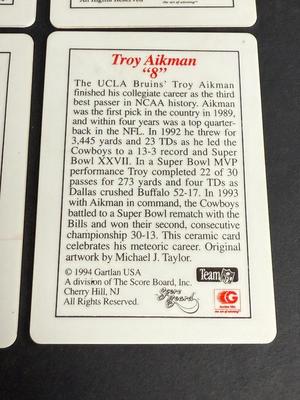 All Rights Reserved
Troy Aikman
"8"
The UCLA Bruins' Troy Aikman
finished his collegiate career as the third
best passer in NCAA history. Aikman
was the first pick in the country in 1989,
and within four years was a top quarter-
back in the NFL. In 1992 he threw for
3,445 yards and 23 TDs as he led the
Cowboys to a 13-3 record and Super
Bowl XXVII. In a Super Bowl MVP
performance Troy completed 22 of 30
passes for 273 yards and four TDs as
Dallas crushed Buffalo 52-17. In 1993
with Aikman in command, the Cowboys
battled to a Super Bowl rematch with the
Bills and won their second, consecutive
championship 30-13. This ceramic card
celebrates his meteoric career. Original
artwork by Michael J. Taylor.
© 1994 Gartlan USA
A division of The Score Board, Inc.
Cherry Hill, NJ
All Rights Reserved.
Team